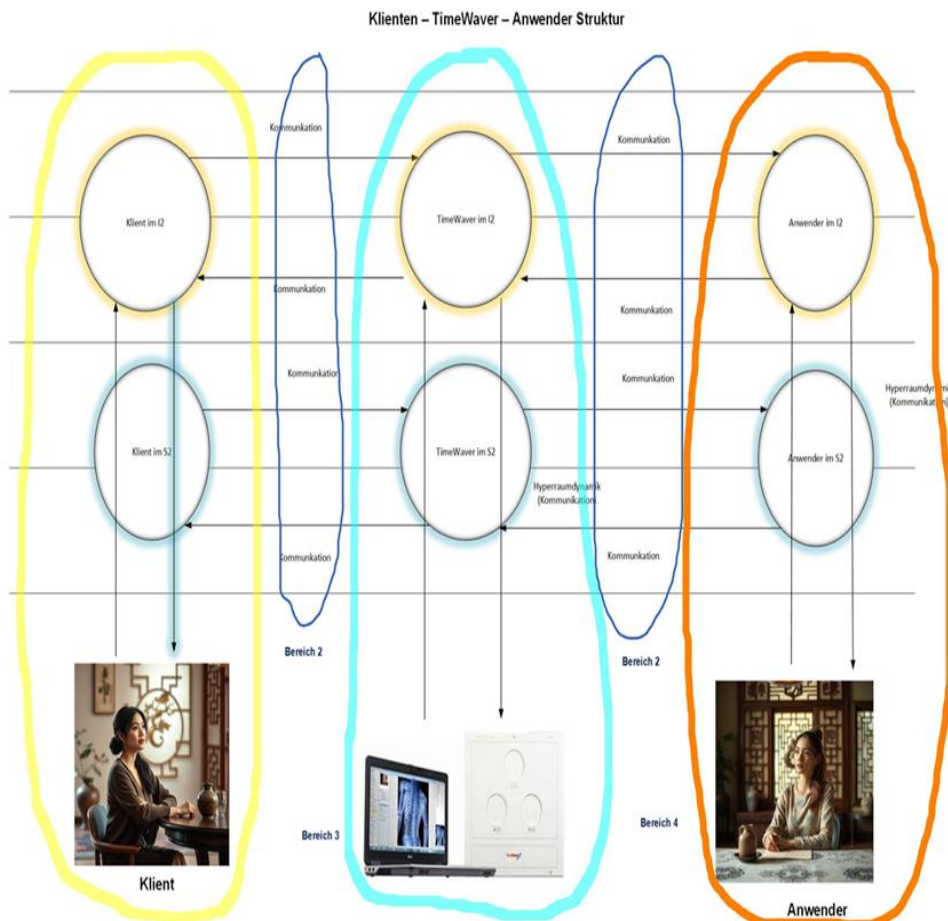 Klienten – TimeWaver – Anwender Struktur
Kommunkation
Kommunkation
Klient im I2
TimeWaver im I2
Anwender im I2
Kommunkation
Kommunkation
Kommunkation
Kommunkation
Hyperraumdynamik
(Kommunikation)
Klient im S2
TimeWaver im S2
Anwender im S2
Hyperraumdynamik
(Kommunikation)
Kommunkation
Kommunkation
Bereich 2
Bereich 2
Bereich 3
Bereich 4
Klient
Anwender